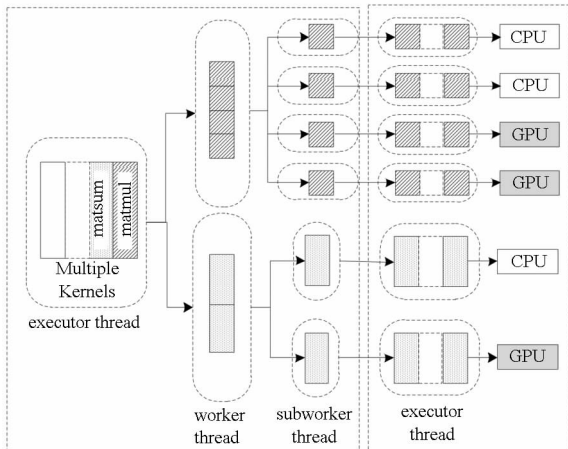 CPU
CPU
GPU
GPU
matsum
matmul
Multiple
Kernels
executor thread
CPU
GPU
worker
thread
subworker
thread
executor
thread